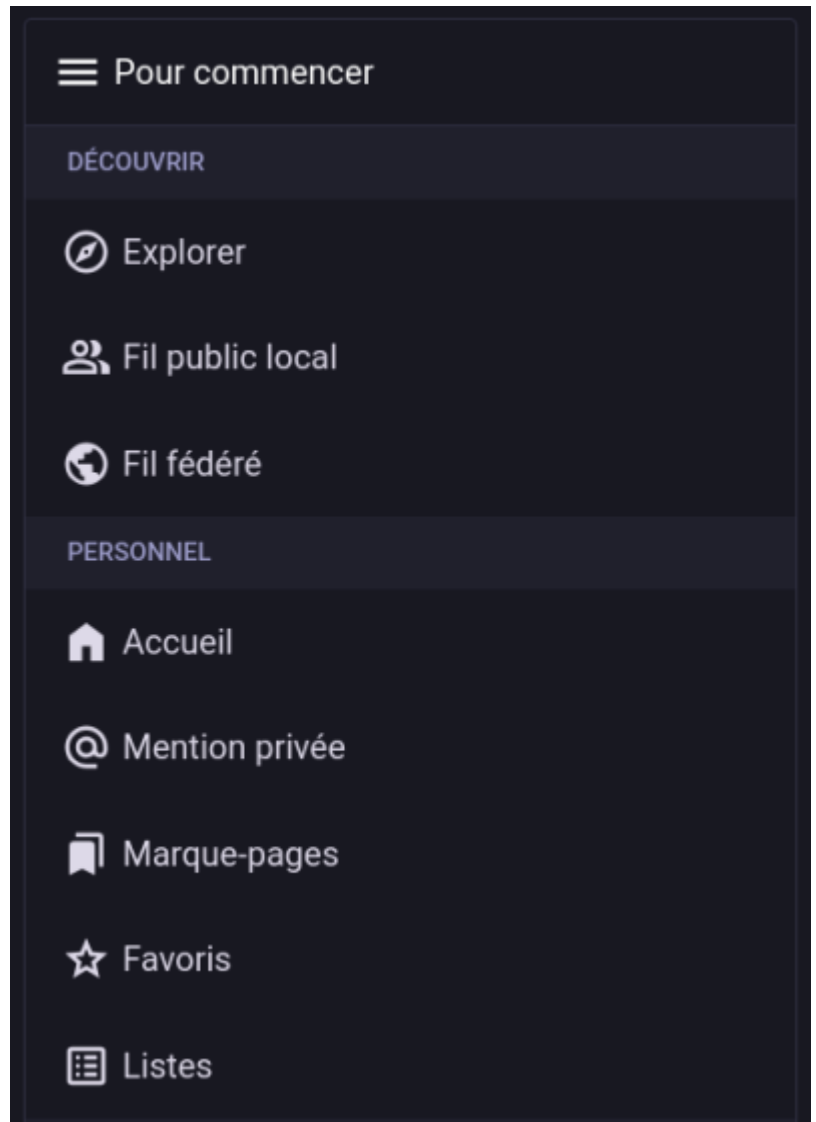 Pour commencer
DÉCOUVRIR
Explorer
Fil public local
Fil fédéré
PERSONNEL
Accueil
Mention privée
Marque-pages
Favoris
Listes